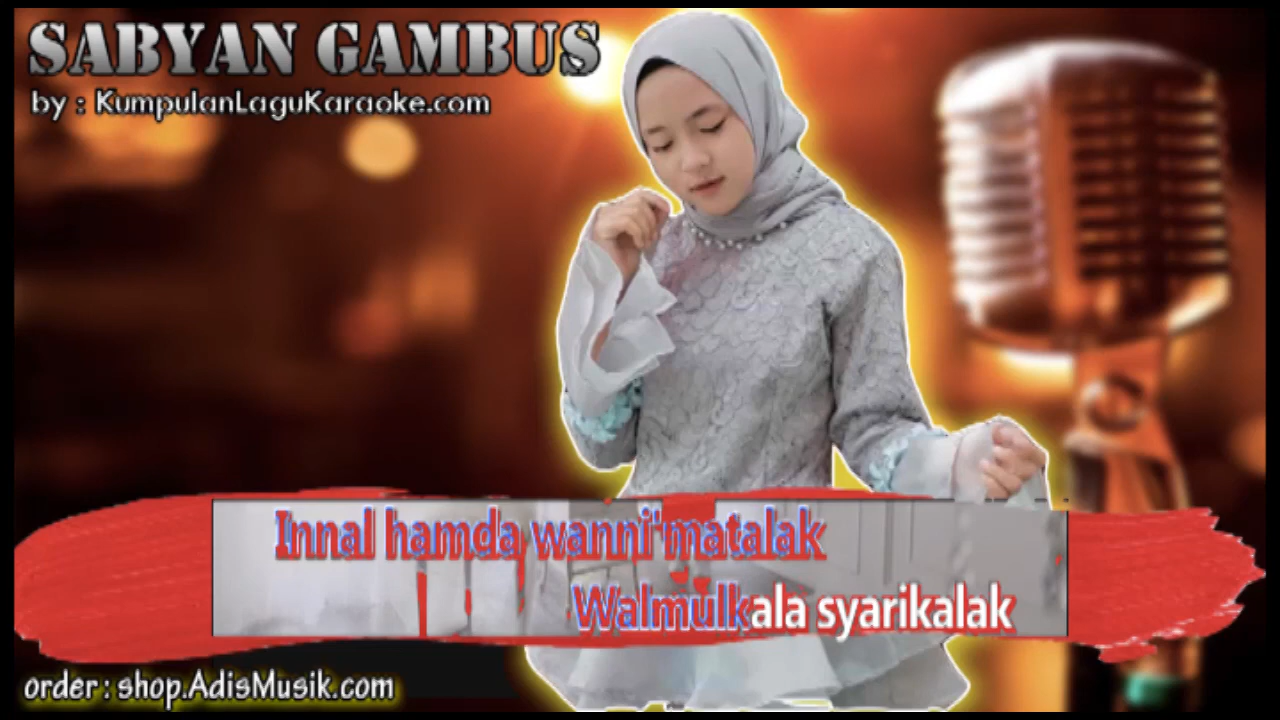 SABYAN GAMBUS
by : KumpulanLaguKaraoke.com
Innal hamda wanni'matalak
Walmulkala syarikalak
order : shop.AdisMusik.com